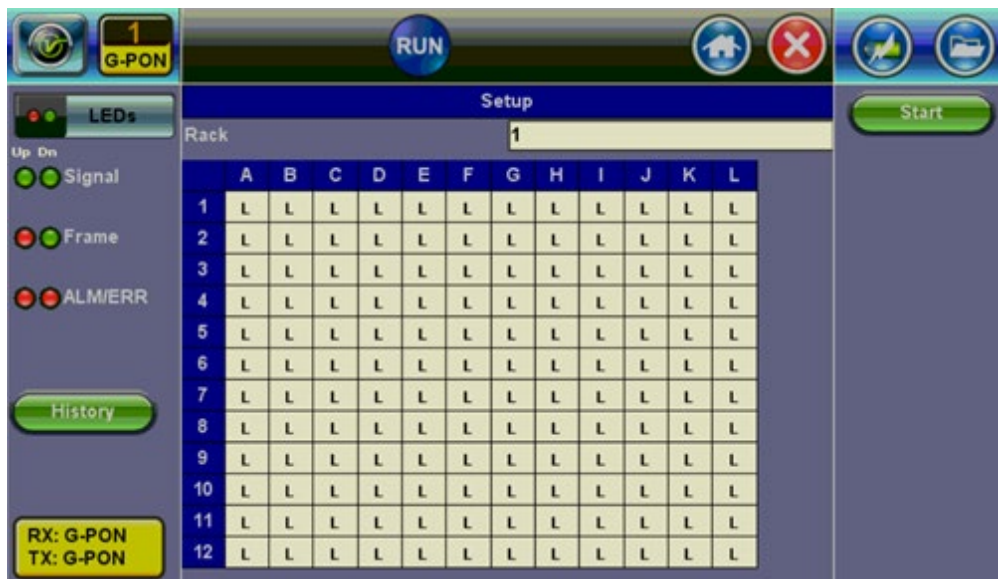 1
G-PON
RUN
LEDs
Setup
Start
Rack 1
Up Dn
Signal
Frame
ALM/ERR
History
RX: G-PON
TX: G-PON
A B C D E F G H I J K L
1 L L L L L L L L L L L L
2 L L L L L L L L L L L L
3 L L L L L L L L L L L L
4 L L L L L L L L L L L L
5 L L L L L L L L L L L L
6 L L L L L L L L L L L L
7 L L L L L L L L L L L L
8 L L L L L L L L L L L L
9 L L L L L L L L L L L L
10 L L L L L L L L L L L L
11 L L L L L L L L L L L L
12 L L L L L L L L L L L L